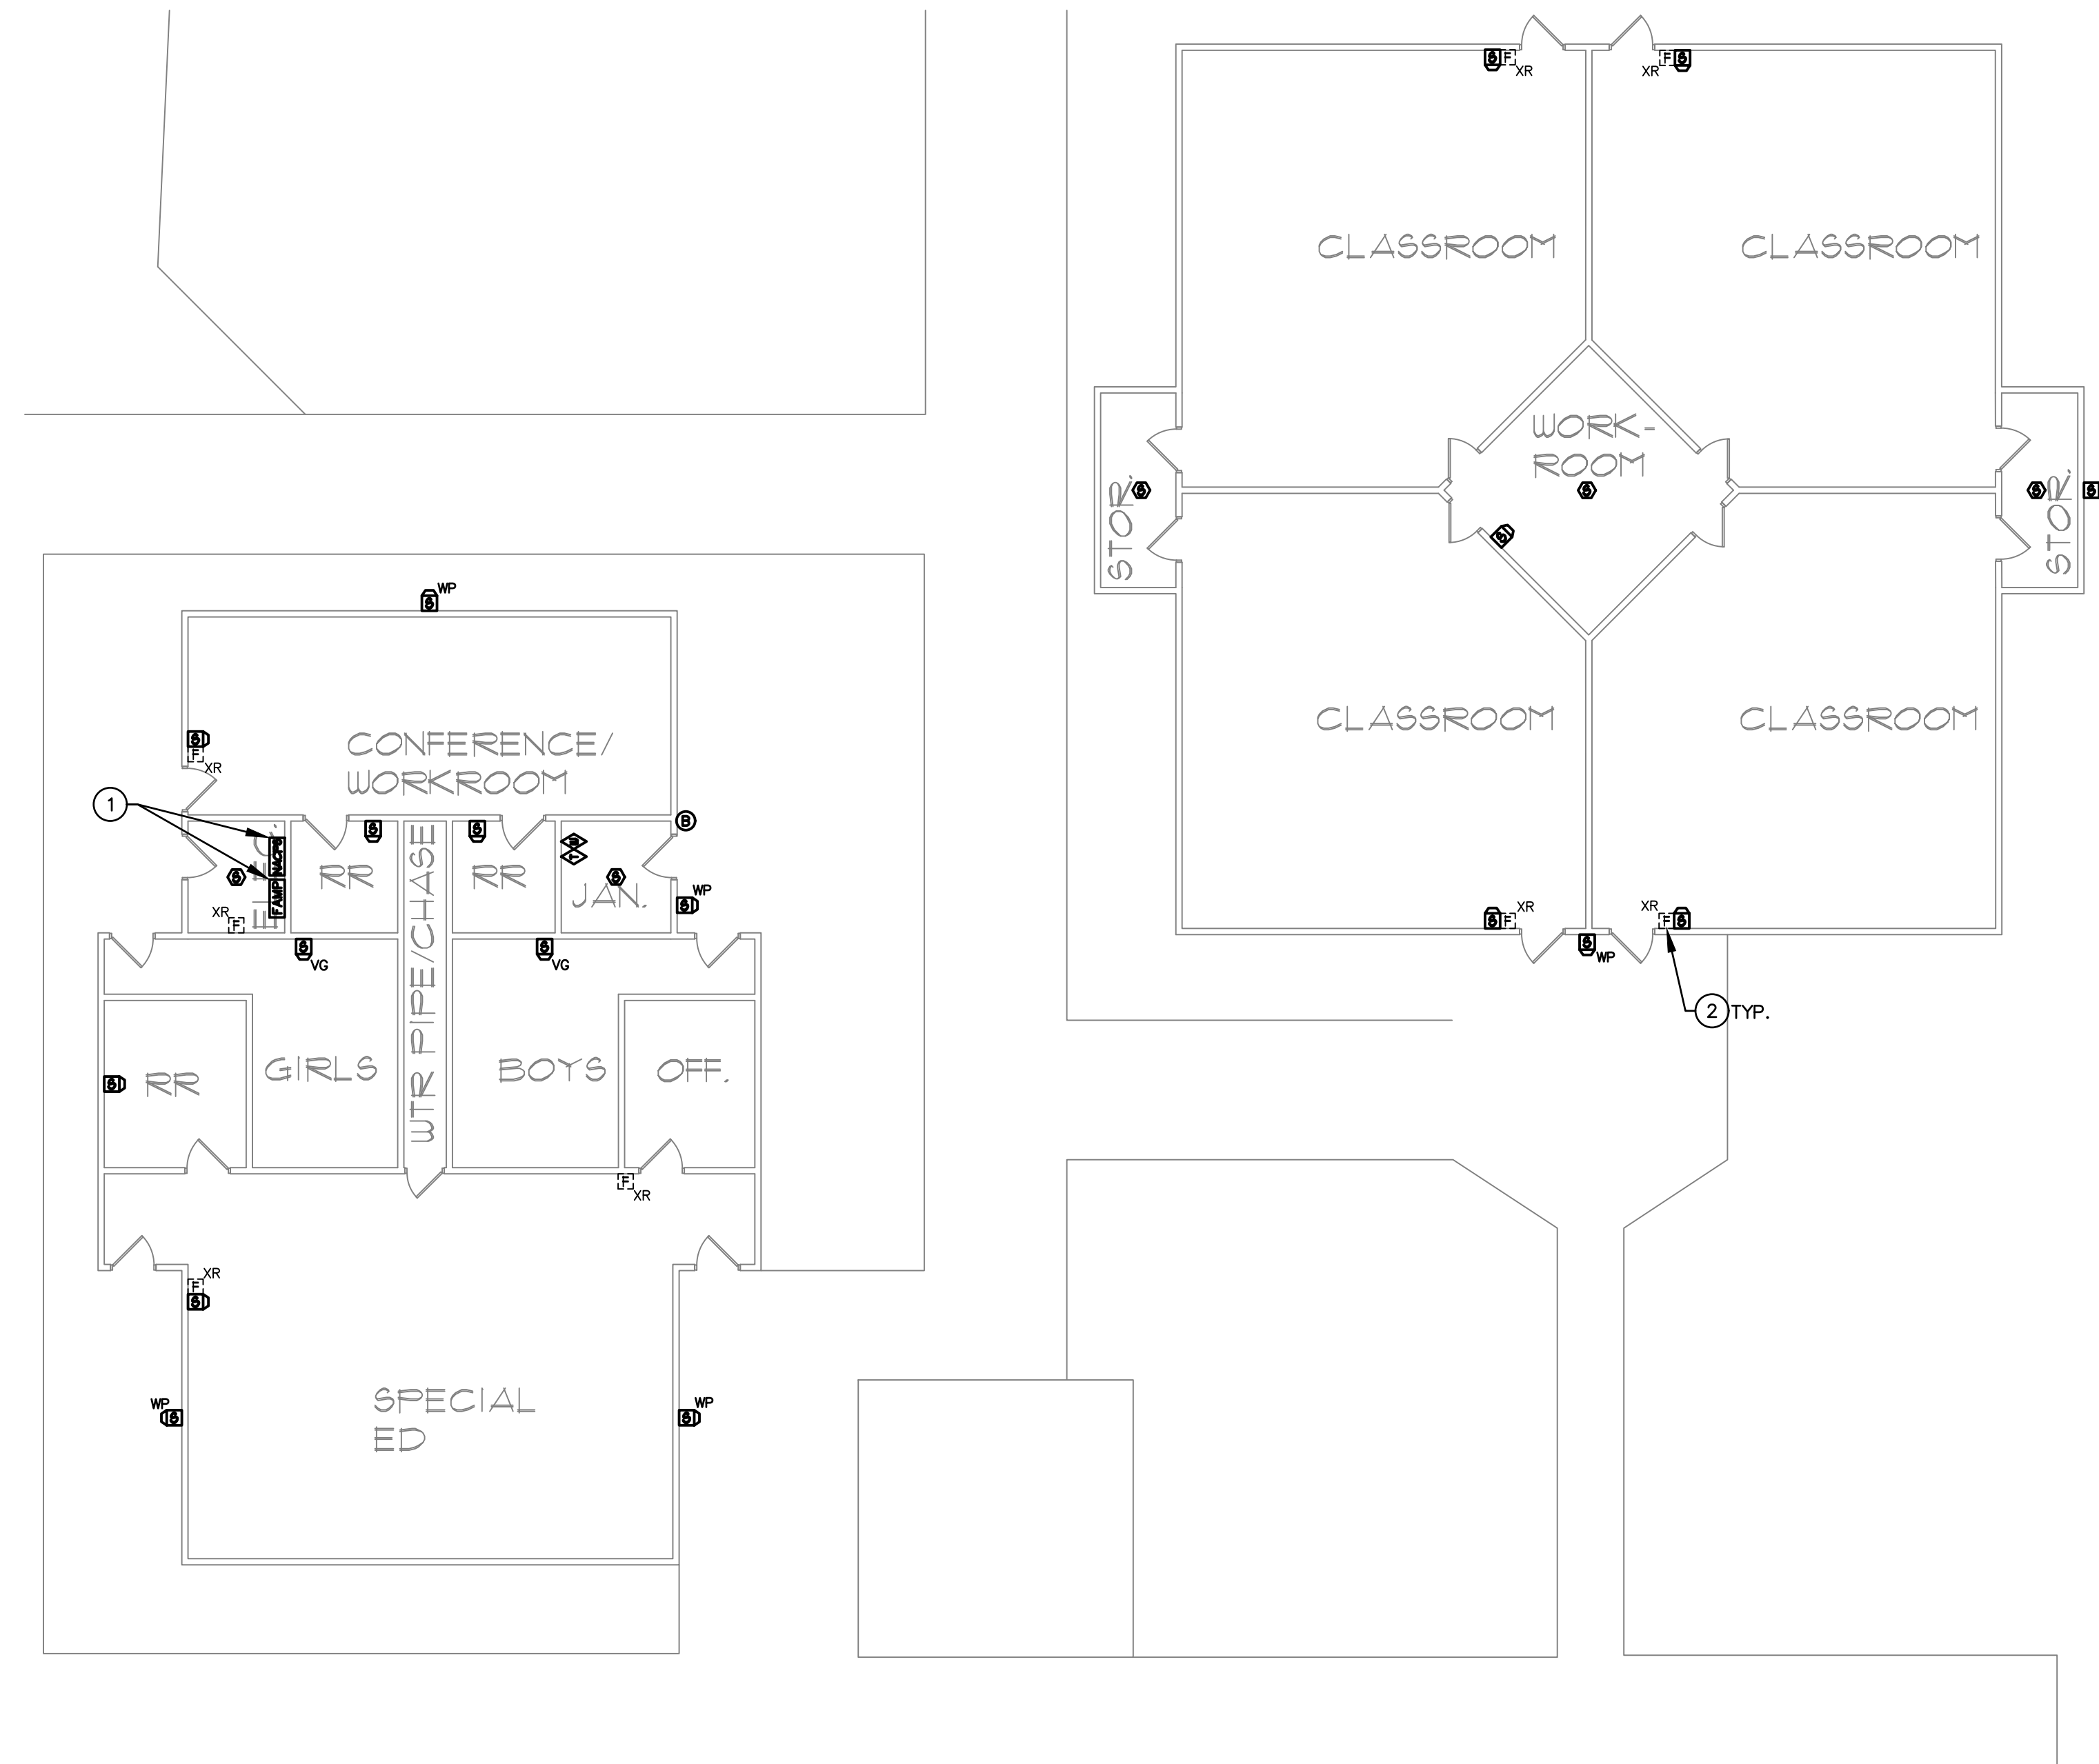 S F
XR
F S
XR
CLASSROOM
CLASSROOM
WORK-
ROOM
STOR.
S
S
S
STOR.
S
S
WP
S
S
F
XR
CONFERENCE/
WORKROOM
CLASSROOM
CLASSROOM
1
B
S
S
NACPS
FAMP
ELEC.
S
RR
RR
T
JAN.
S
WP
S
XR
F
WTR PIPE/CHASE
S
VG
S
VG
S F
XR
XR
F S
S
WP
2 TYP.
S
RR
GIRLS
BOYS
OFF.
F
XR
XR
F
S
SPECIAL
ED
WP
S
WP
S